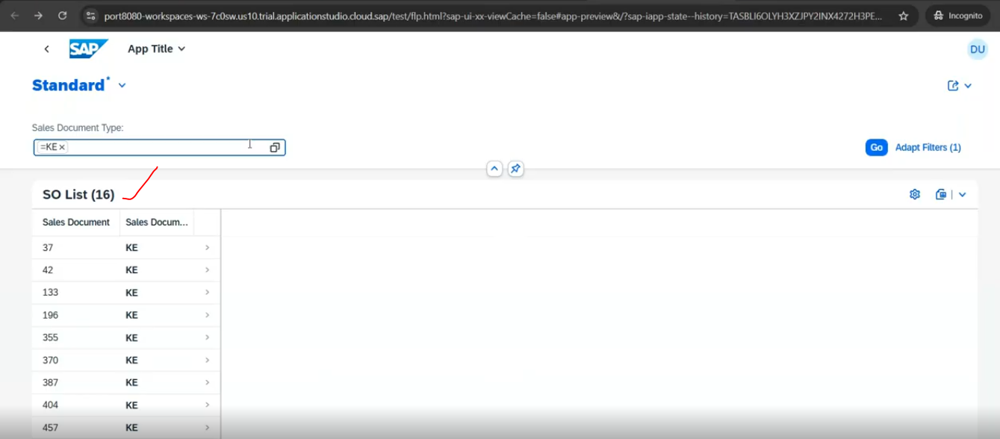 port8080-workspaces-ws-7c0sw.us10.trial.applicationstudio.cloud.sap/test/flp.html?sap-ui-xx-viewCache=false#app-preview&/?sap-iapp-state--history=TASBLI6OLYH3XZJPY2INX4272H3PE...
Incognito
SAP App Title
DU
Standard*
Sales Document Type:
=KE
Go Adapt Filters (1)
SO List (16)
Sales Document Sales Docum...
37 KE
42 KE
133 KE
196 KE
355 KE
370 KE
387 KE
404 KE
457 KE